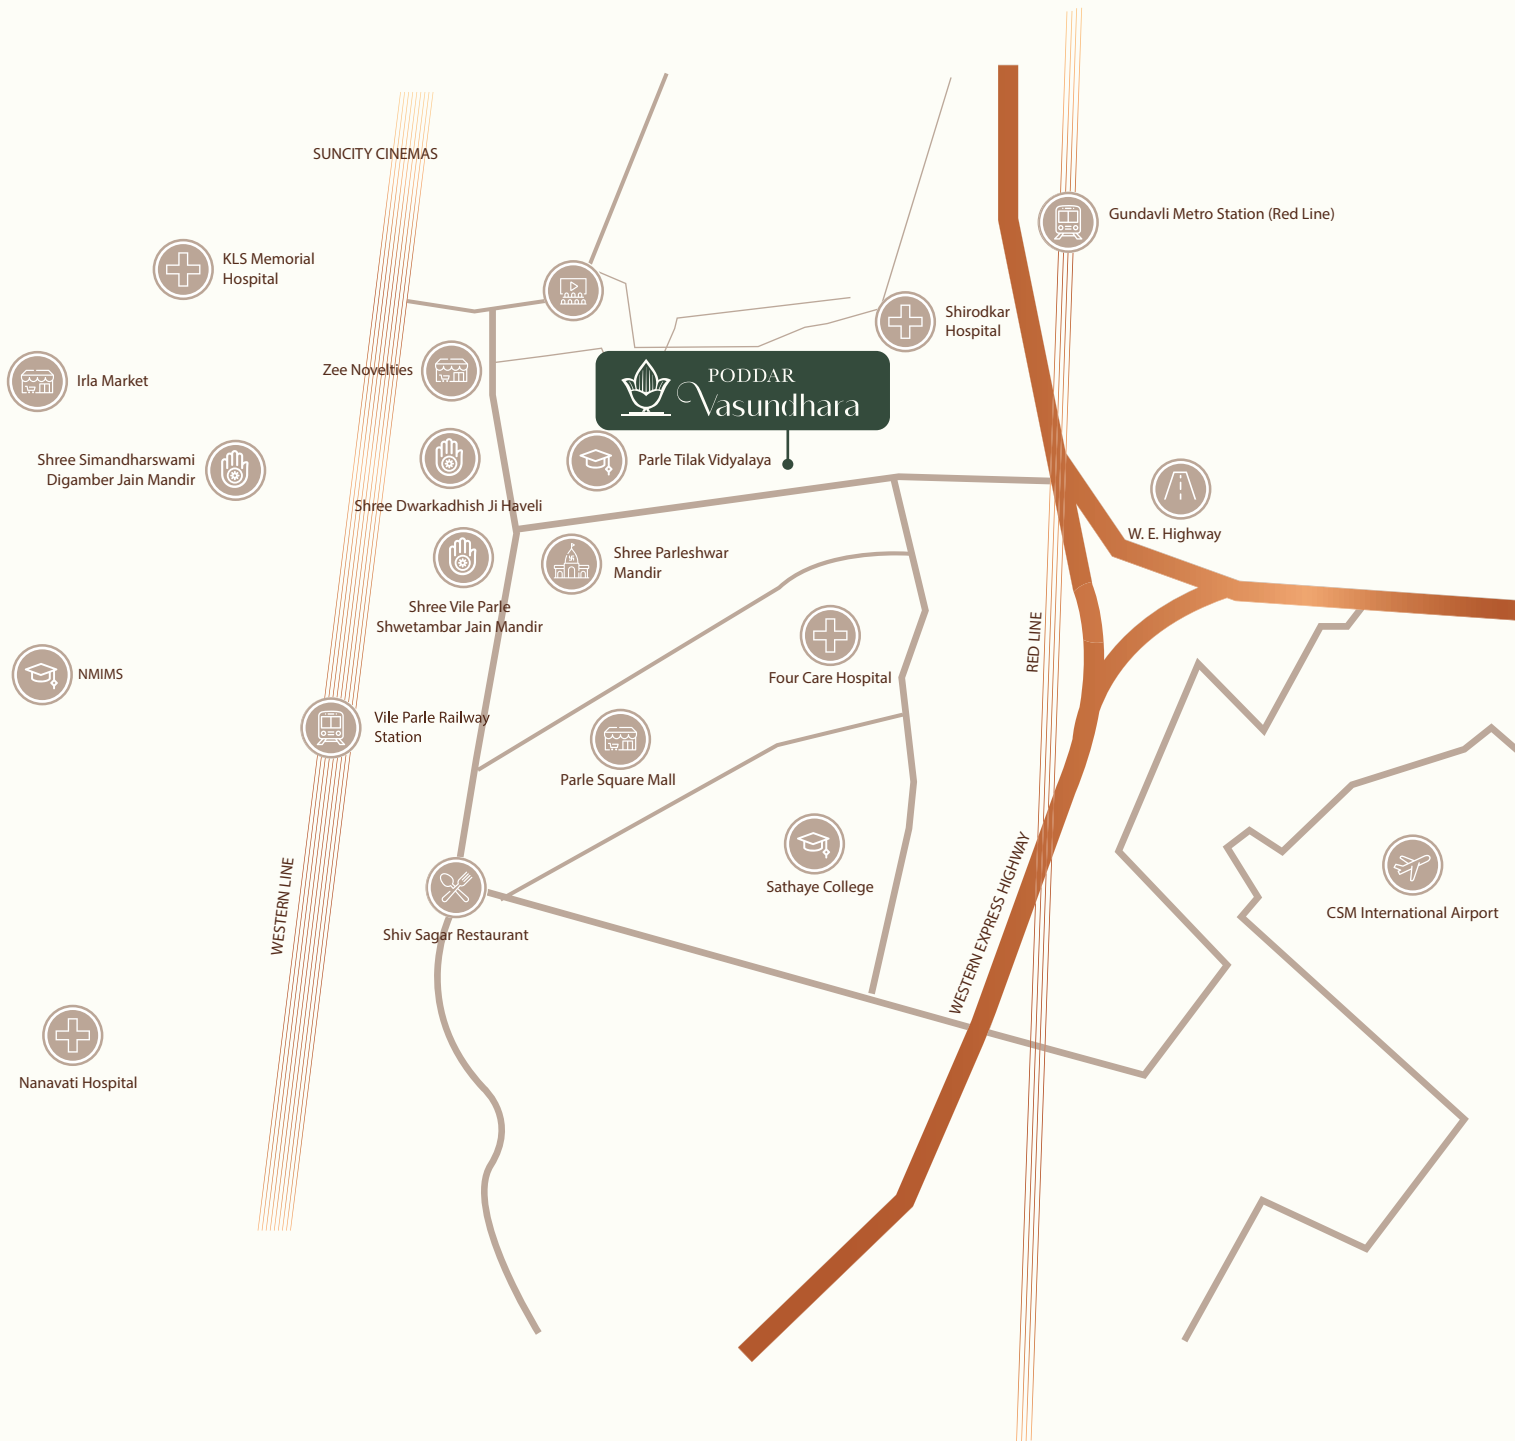 SUNCITY CINEMAS
Gundavli Metro Station (Red Line)
KLS Memorial
Hospital
Shirodkar
Hospital
Zee Novelties
Irla Market
PODDAR
Vasundhara
Shree Simandharswami
Digamber Jain Mandir
Parle Tilak Vidyalaya
Shree Dwarkadhish Ji Haveli
W. E. Highway
Shree Parleshwar
Mandir
Shree Vile Parle
Shwetambar Jain Mandir
RED LINE
NMIMS
Four Care Hospital
Vile Parle Railway
Station
Parle Square Mall
WESTERN LINE
Sathaye College
WESTERN EXPRESS HIGHWAY
CSM International Airport
Shiv Sagar Restaurant
Nanavati Hospital